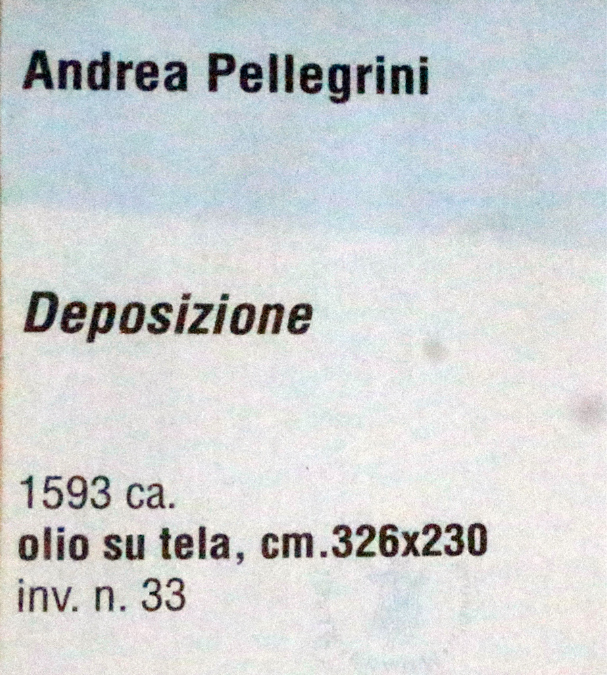 Andrea Pellegrini
Deposizione
1593 ca.
olio su tela, cm.326x230
inv. n. 33